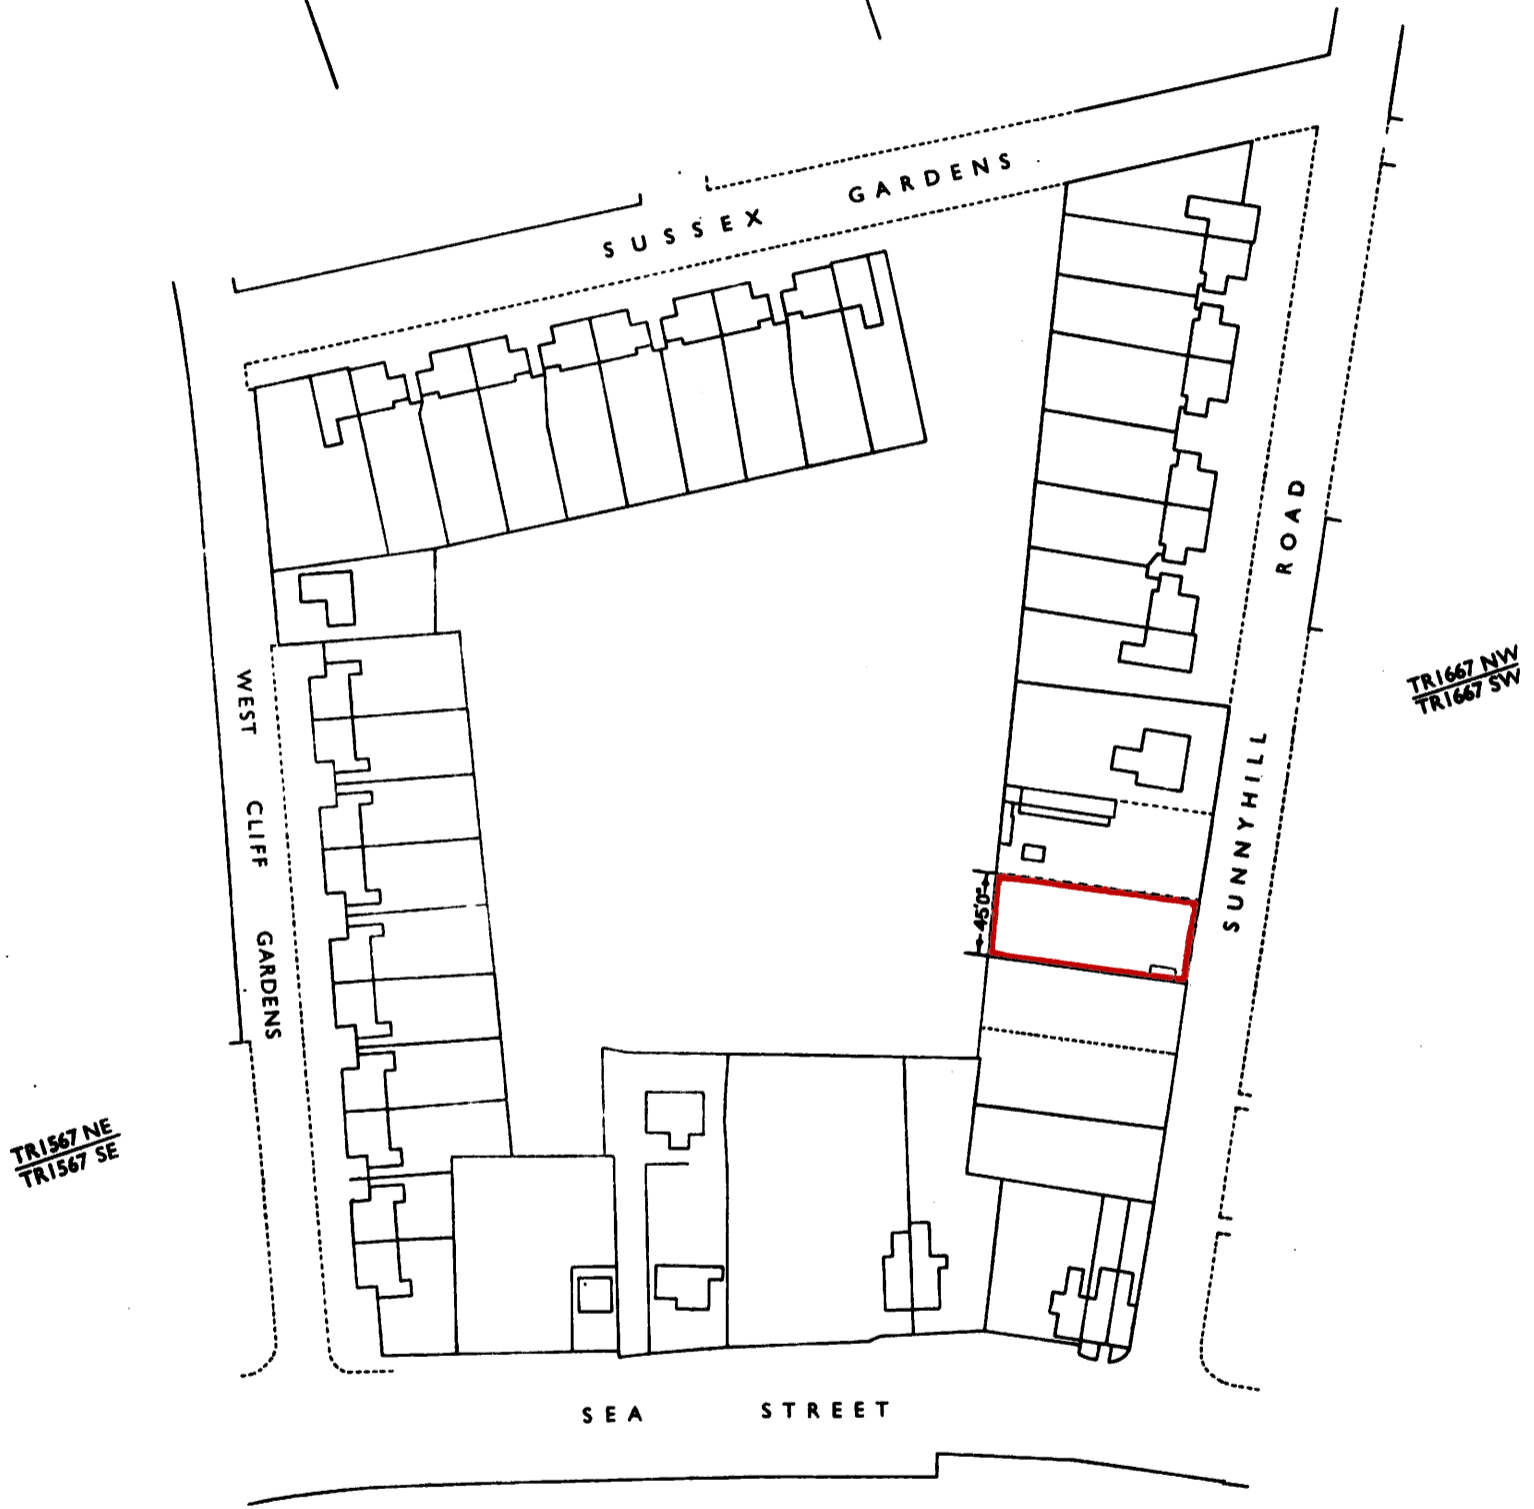 SUSSEX GARDENS
ROAD
SUNNYHILL
TR1667 NW
TR1667 SW
WEST CLIFF GARDENS
45'0"
TR1567 NE
TR1567 SE
SEA STREET